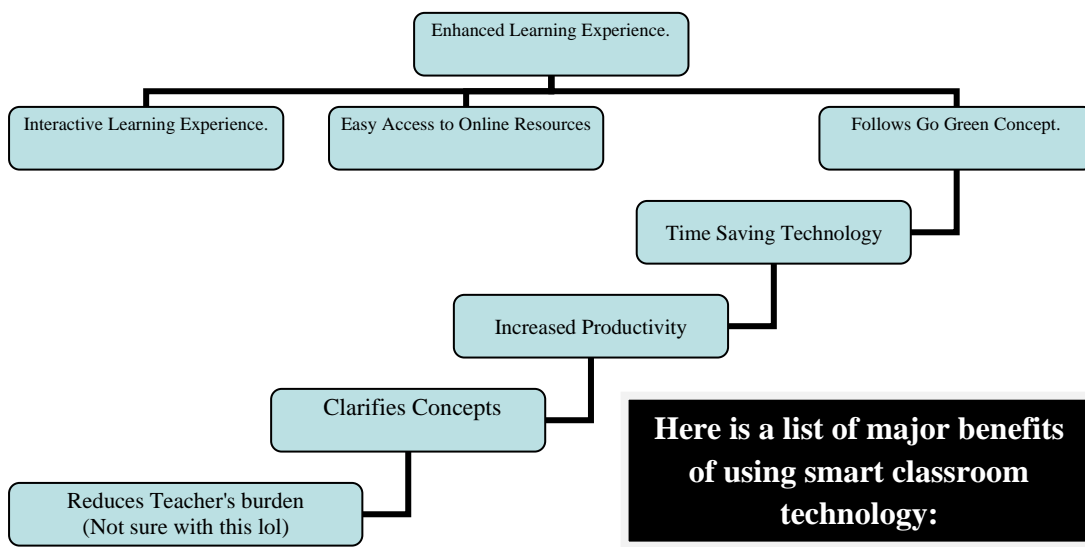 Enhanced Learning Experience.
Interactive Learning Experience.
Easy Access to Online Resources
Follows Go Green Concept.
Time Saving Technology
Increased Productivity
Clarifies Concepts
Reduces Teacher's burden
(Not sure with this lol)
Here is a list of major benefits
of using smart classroom
technology: